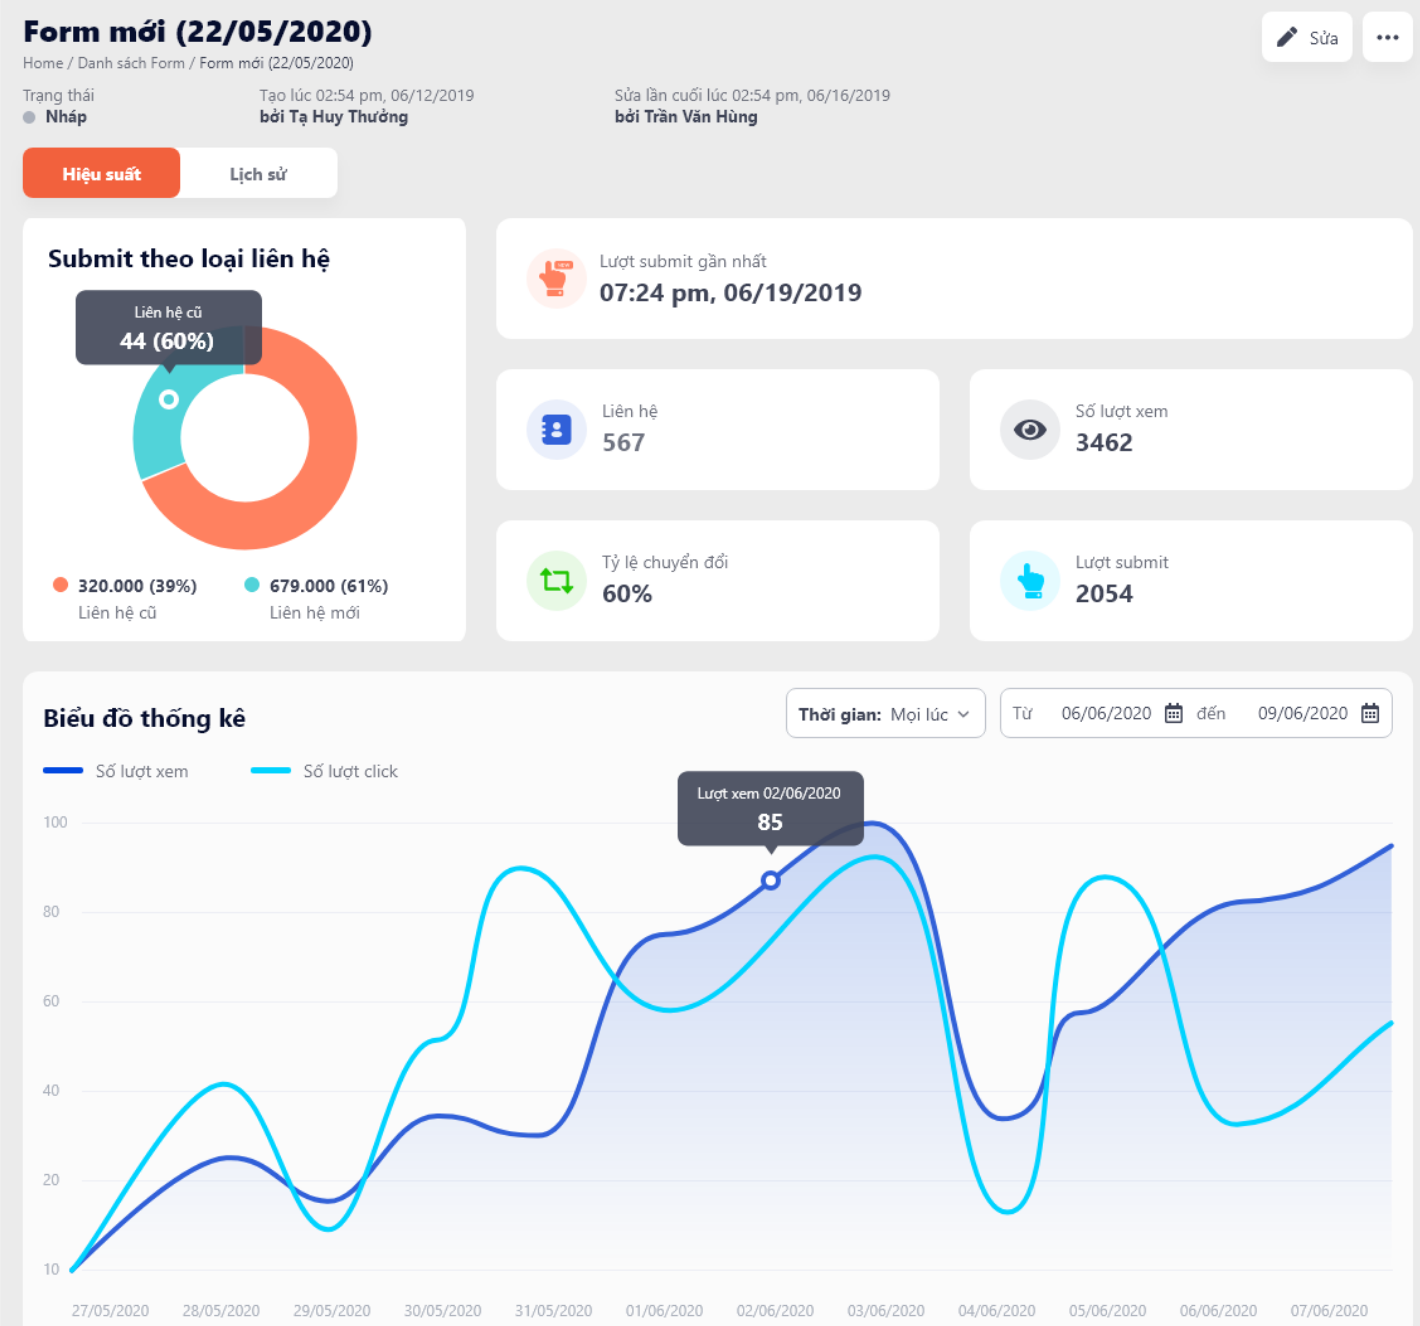 Form mới (22/05/2020)
Sửa
Home / Danh sách Form / Form mới (22/05/2020)
Trạng thái
Nháp
Tạo lúc 02:54 pm, 06/12/2019
bởi Tạ Huy Thưởng
Sửa lần cuối lúc 02:54 pm, 06/16/2019
bởi Trần Văn Hùng
Hiệu suất
Lịch sử
Submit theo loại liên hệ
Liên hệ cũ
44 (60%)
320.000 (39%)
Liên hệ cũ
679.000 (61%)
Liên hệ mới
Lượt submit gần nhất
07:24 pm, 06/19/2019
Liên hệ
567
Số lượt xem
3462
Tỷ lệ chuyển đổi
60%
Lượt submit
2054
Biểu đồ thống kê
Thời gian: Mọi lúc
Từ 06/06/2020 đến 09/06/2020
Số lượt xem
Số lượt click
Lượt xem 02/06/2020
85
100
80
60
40
20
10
27/05/2020 28/05/2020 29/05/2020 30/05/2020 31/05/2020 01/06/2020 02/06/2020 03/06/2020 04/06/2020 05/06/2020 06/06/2020 07/06/2020